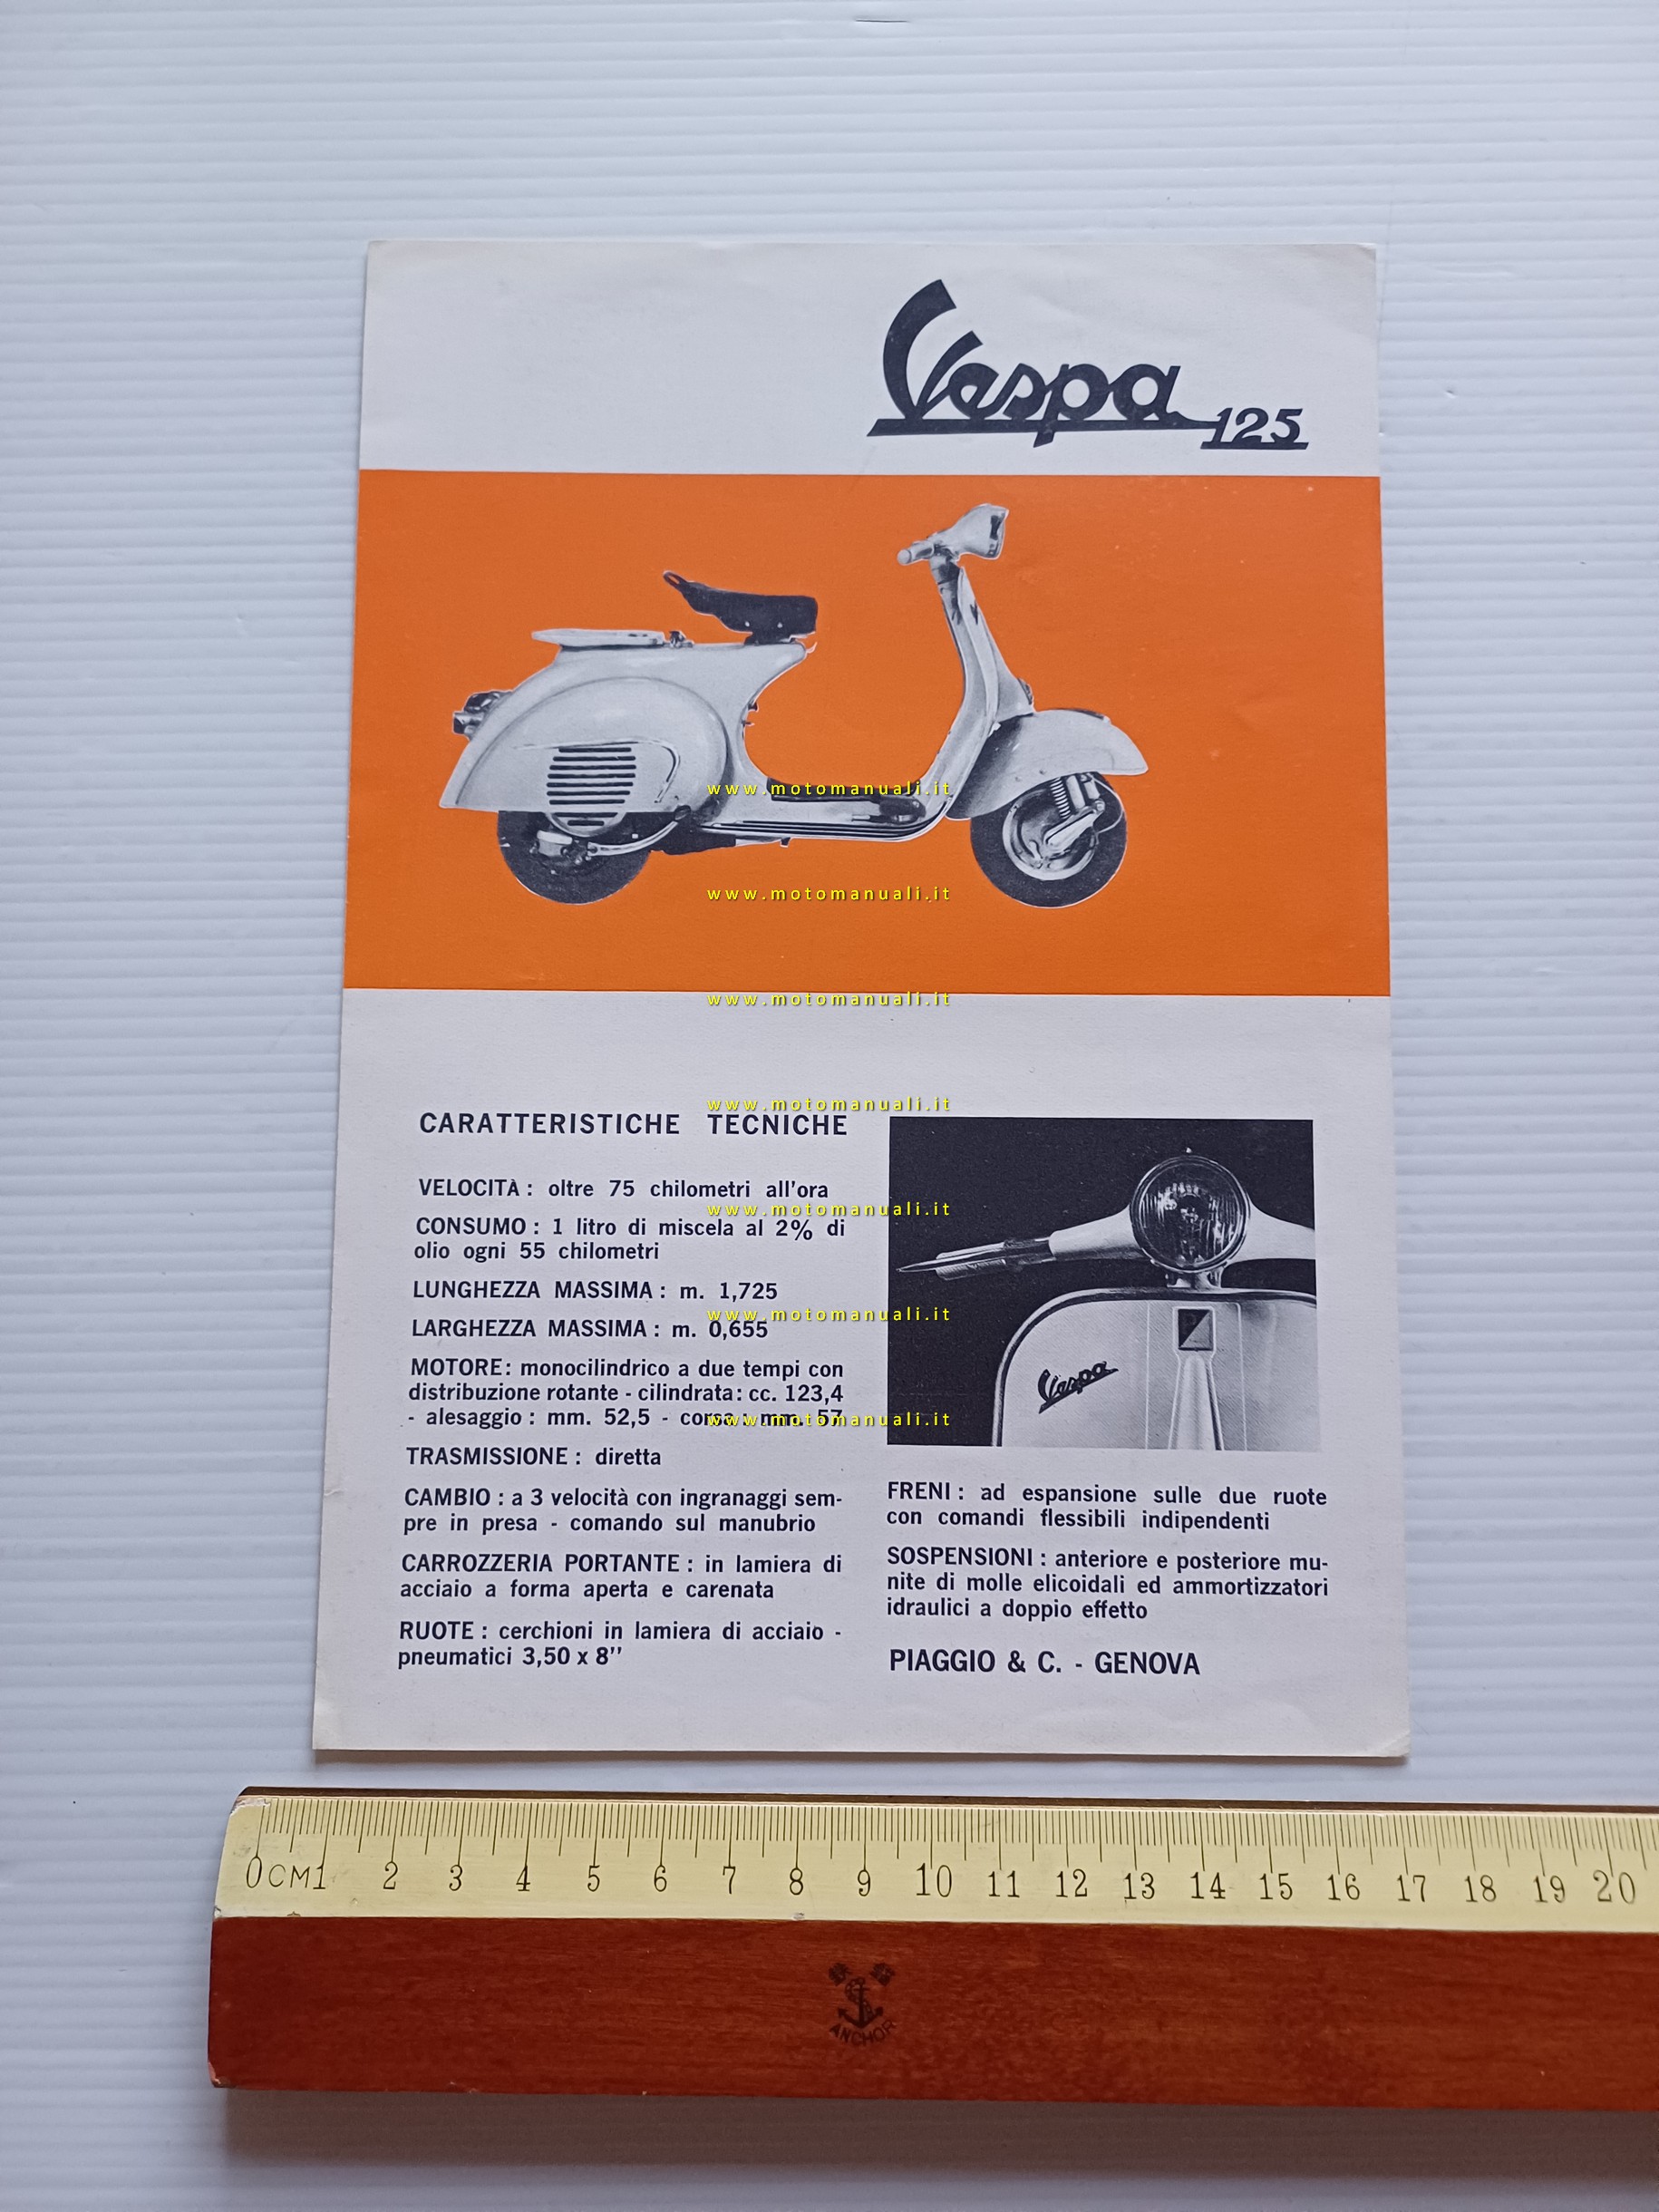 Vespa 125
www.motomanuali.it
www.motomanuali.it
www.motomanuali.it
www.motomanuali.it
CARATTERISTICHE TECNICHE
VELOCITÀ : oltre 75 chilometri all'ora
www.motomanuali.it
CONSUMO : 1 litro di miscela al 2% di
olio ogni 55 chilometri
LUNGHEZZA MASSIMA : m. 1,725
www.motomanuali.it
LARGHEZZA MASSIMA : m. 0,655
MOTORE : monocilindrico a due tempi con
distribuzione rotante - cilindrata : cc. 123,4
- alesaggio : mm. 52,5 - corsa : mm. 57
www.motomanuali.it
TRASMISSIONE : diretta
CAMBIO : a 3 velocità con ingranaggi sem-
pre in presa - comando sul manubrio
CARROZZERIA PORTANTE : in lamiera di
acciaio a forma aperta e carenata
RUOTE : cerchioni in lamiera di acciaio -
pneumatici 3,50 x 8''
P
Vespa
FRENI : ad espansione sulle due ruote
con comandi flessibili indipendenti
SOSPENSIONI : anteriore e posteriore mu-
nite di molle elicoidali ed ammortizzatori
idraulici a doppio effetto
PIAGGIO & C. - GENOVA
0 CM 1 2 3 4 5 6 7 8 9 10 11 12 13 14 15 16 17 18 19 20
ANCHOR